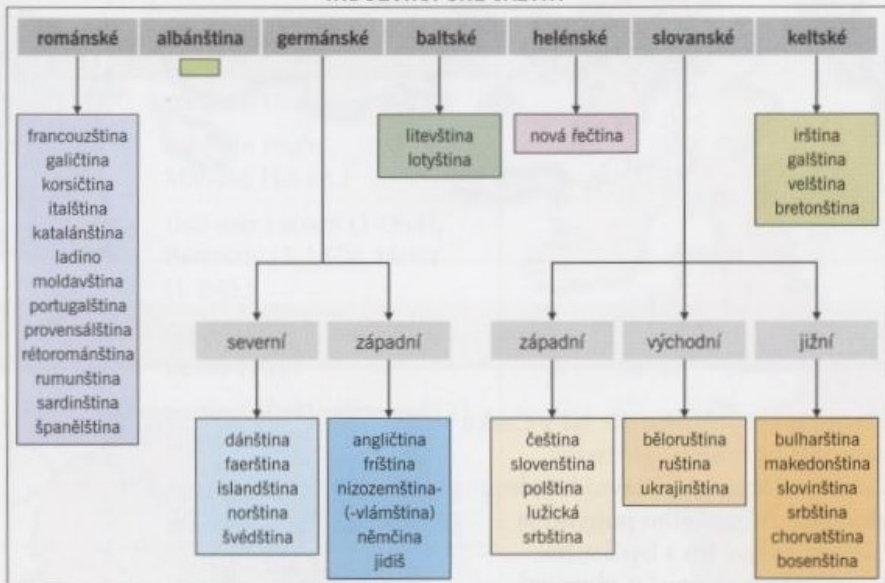 románské
albánština
germánské
baltské
helénské
slovanské
keltské
francouzština
galičtina
korsičtina
italština
katalánština
ladino
moldavština
portugalština
provensálština
rétorománština
rumunština
sardinština
španělština
litevština
lotyština
nová řečtina
irština
galština
velština
bretonština
severní
západní
dánština
faerština
islandština
norština
švédština
angličtina
fríština
nizozemština-
(-vlámština)
němčina
jidiš
západní
východní
jižní
čeština
slovenština
polština
lužická
srbština
běloruština
ruština
ukrajinština
bulharština
makedonština
slovinština
srbština
chorvatština
bosenština